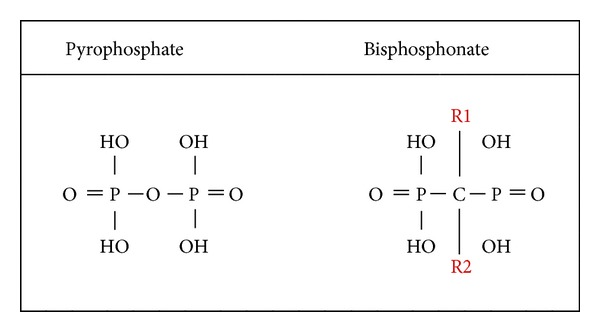 Pyrophosphate Bisphosphonate
R1
HO OH HO OH
O = P – O – P = O O = P – C – P = O
HO OH HO OH
R2